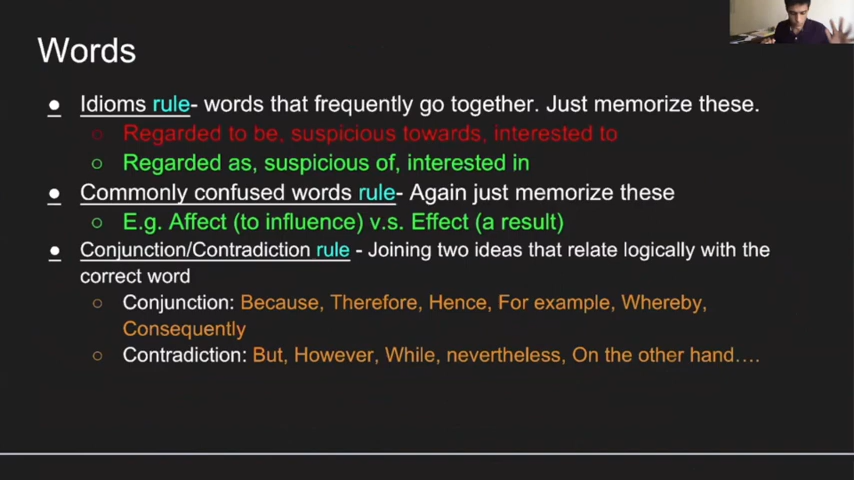 Words
● Idioms rule- words that frequently go together. Just memorize these.
○ Regarded to be, suspicious towards, interested to
○ Regarded as, suspicious of, interested in
● Commonly confused words rule- Again just memorize these
○ E.g. Affect (to influence) v.s. Effect (a result)
● Conjunction/Contradiction rule - Joining two ideas that relate logically with the
correct word
○ Conjunction: Because, Therefore, Hence, For example, Whereby,
Consequently
○ Contradiction: But, However, While, nevertheless, On the other hand….